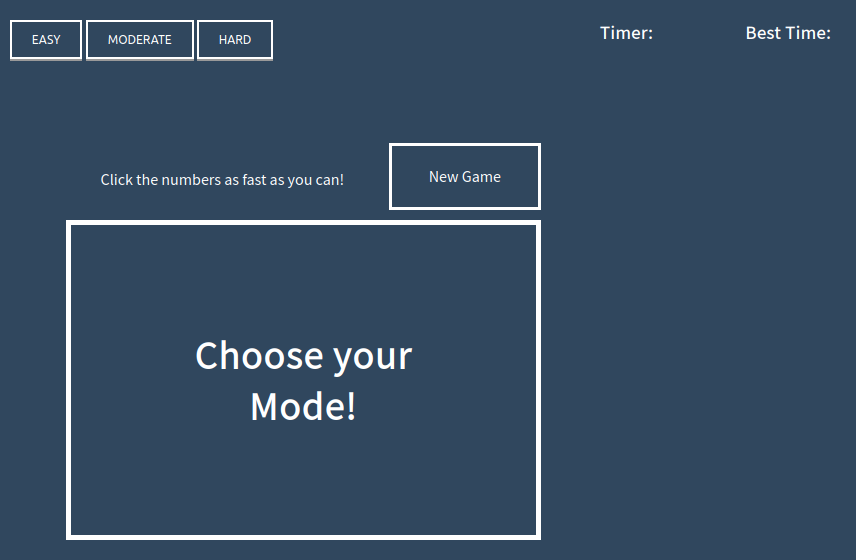 EASY MODERATE HARD Timer: Best Time:
Click the numbers as fast as you can! New Game
Choose your
Mode!